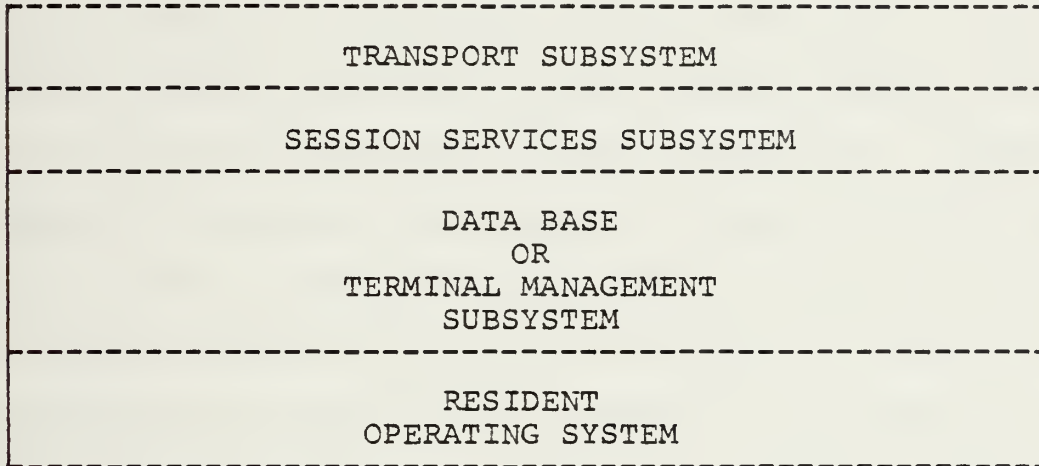 TRANSPORT SUBSYSTEM
SESSION SERVICES SUBSYSTEM
DATA BASE
OR
TERMINAL MANAGEMENT
SUBSYSTEM
RESIDENT
OPERATING SYSTEM